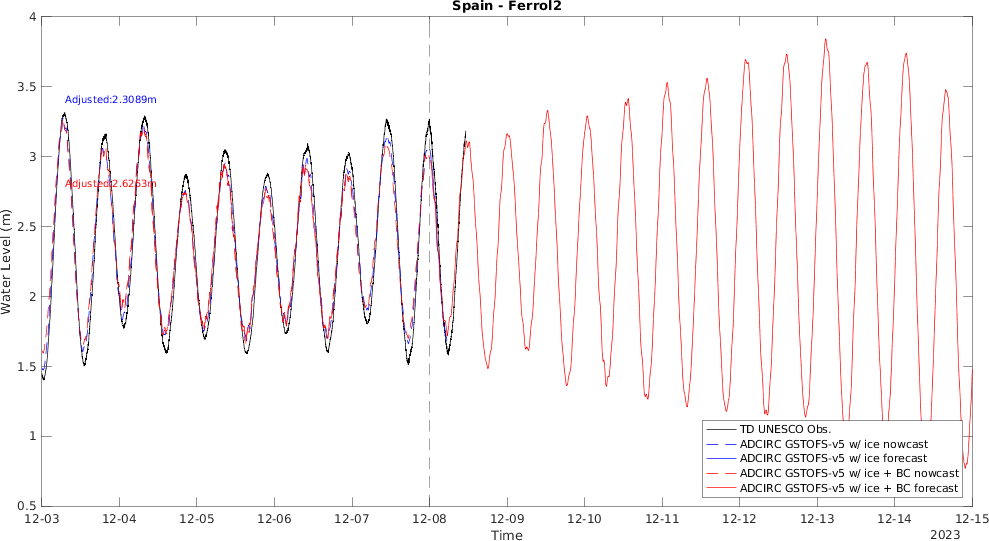 Spain - Ferrol2
4
3.5
3
2.5
2
1.5
1
0.5
Water Level (m)
Adjusted:2.3089m
Adjusted:2.6263m
TD UNESCO Obs.
ADCIRC GSTOFS-v5 w/ ice nowcast
ADCIRC GSTOFS-v5 w/ ice forecast
ADCIRC GSTOFS-v5 w/ ice + BC nowcast
ADCIRC GSTOFS-v5 w/ ice + BC forecast
12-03 12-04 12-05 12-06 12-07 12-08 12-09 12-10 12-11 12-12 12-13 12-14 12-15
Time
2023